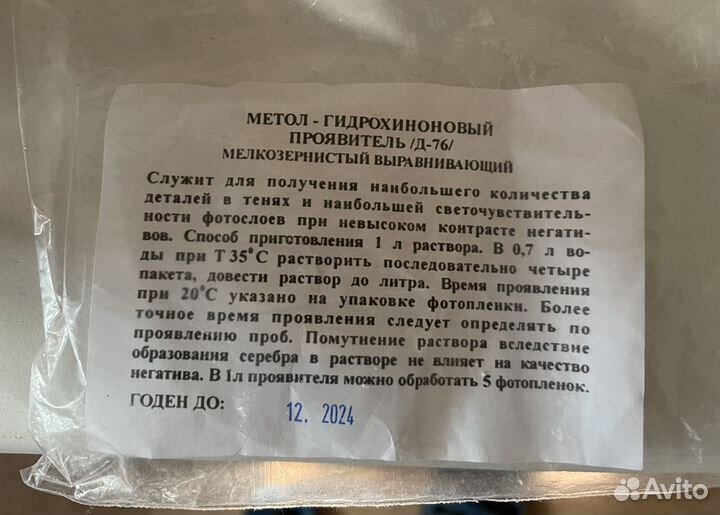 МЕТОЛ - ГИДРОХИНОНОВЫЙ
ПРОЯВИТЕЛЬ /Д-76/
МЕЛКОЗЕРНИСТЫЙ ВЫРАВНИВАЮЩИЙ
Служит для получения наибольшего количества
деталей в тенях и наибольшей светочувствитель-
ности фотослоев при невысоком контрасте негати-
вов. Способ приготовления 1 л раствора. В 0,7 л во-
ды при Т 35°С растворить последовательно четыре
пакета, довести раствор до литра. Время проявления
при 20°С указано на упаковке фотопленки. Более
точное время проявления следует определять по
проявлению проб. Помутнение раствора вследствие
образования серебра в растворе не влияет на качество
негатива. В 1л проявителя можно обработать 5 фотопленок.
ГОДЕН ДО: 12. 2024
Avito